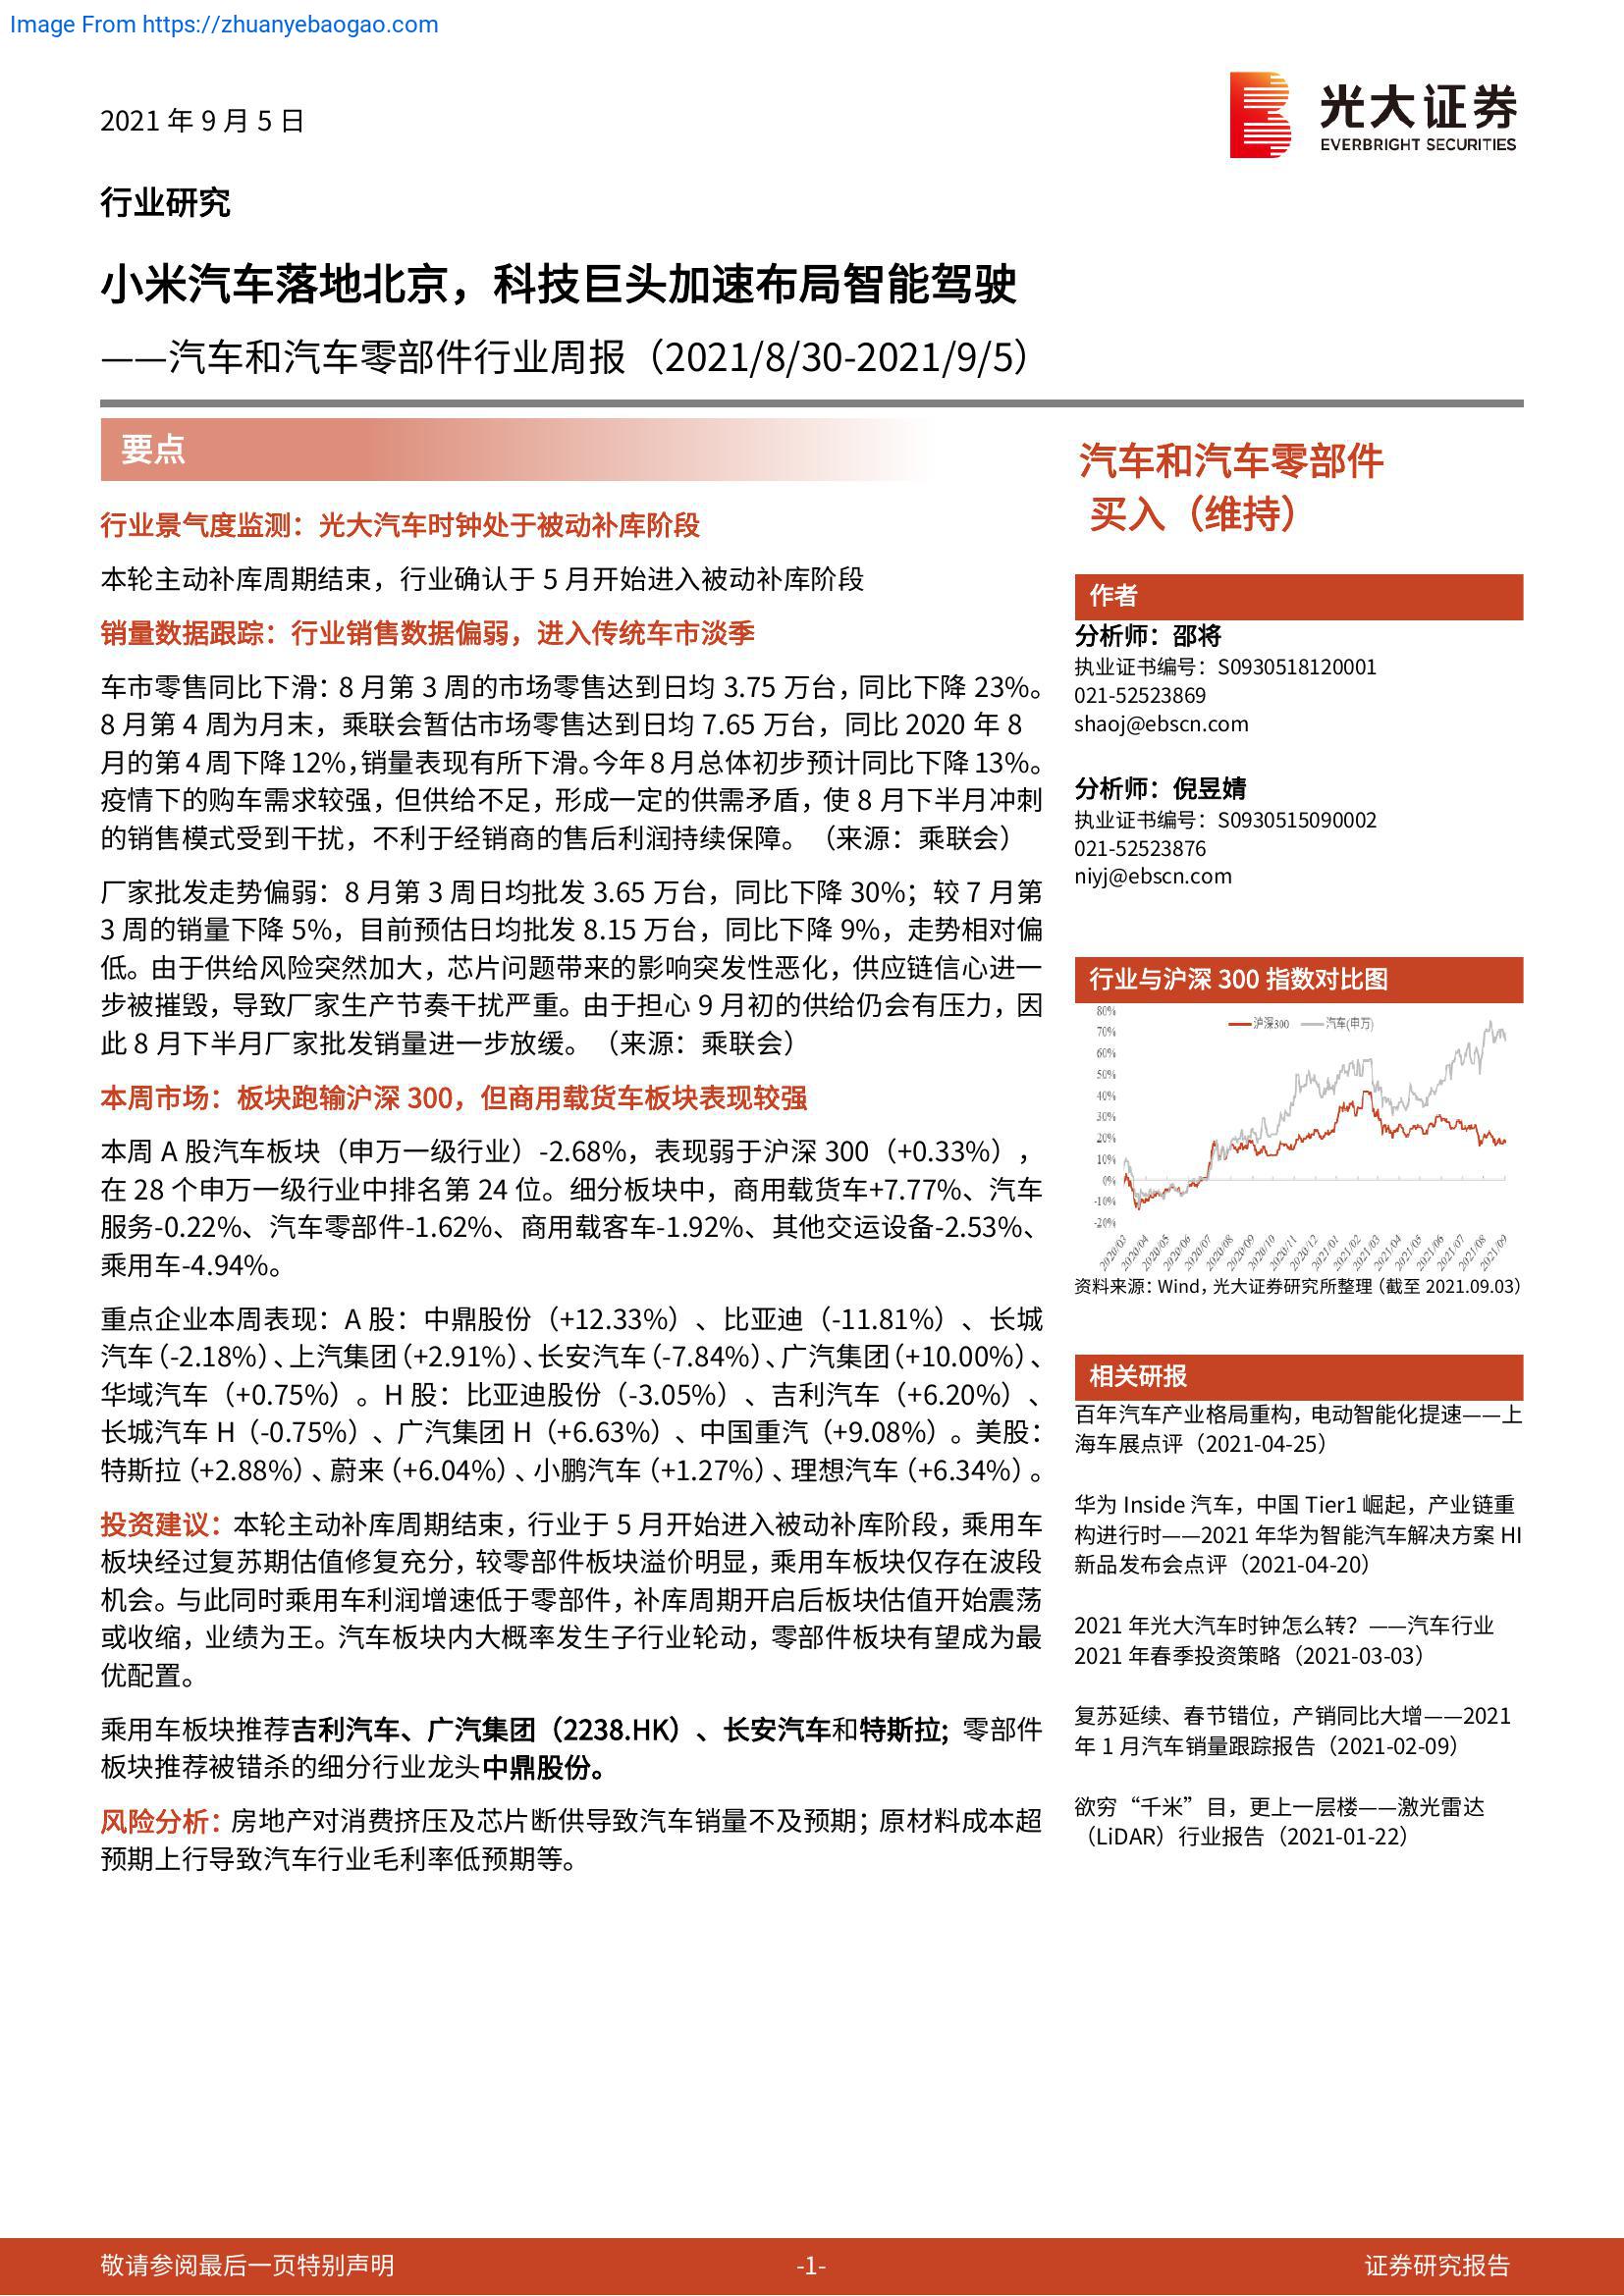 Image From https://zhuanyebaogao.com
2021 年 9 月 5 日
光大证券
EVERBRIGHT SECURITIES
行业研究
小米汽车落地北京，科技巨头加速布局智能驾驶
——汽车和汽车零部件行业周报（2021/8/30-2021/9/5）
要点
行业景气度监测：光大汽车时钟处于被动补库阶段
本轮主动补库周期结束，行业确认于 5 月开始进入被动补库阶段
销量数据跟踪：行业销售数据偏弱，进入传统车市淡季
车市零售同比下滑：8 月第 3 周的市场零售达到日均 3.75 万台，同比下降 23%。
8 月第 4 周为月末，乘联会暂估市场零售达到日均 7.65 万台，同比 2020 年 8
月的第 4 周下降 12%，销量表现有所下滑。今年 8 月总体初步预计同比下降 13%。
疫情下的购车需求较强，但供给不足，形成一定的供需矛盾，使 8 月下半月冲刺
的销售模式受到干扰，不利于经销商的售后利润持续保障。（来源：乘联会）
厂家批发走势偏弱：8 月第 3 周日均批发 3.65 万台，同比下降 30%；较 7 月第
3 周的销量下降 5%，目前预估日均批发 8.15 万台，同比下降 9%，走势相对偏
低。由于供给风险突然加大，芯片问题带来的影响突发性恶化，供应链信心进一
步被摧毁，导致厂家生产节奏干扰严重。由于担心 9 月初的供给仍会有压力，因
此 8 月下半月厂家批发销量进一步放缓。（来源：乘联会）
本周市场：板块跑输沪深 300，但商用载货车板块表现较强
本周 A 股汽车板块（申万一级行业）-2.68%，表现弱于沪深 300（+0.33%），
在 28 个申万一级行业中排名第 24 位。细分板块中，商用载货车+7.77%、汽车
服务-0.22%、汽车零部件-1.62%、商用载客车-1.92%、其他交运设备-2.53%、
乘用车-4.94%。
重点企业本周表现：A 股：中鼎股份（+12.33%）、比亚迪（-11.81%）、长城
汽车（-2.18%）、上汽集团（+2.91%）、长安汽车（-7.84%）、广汽集团（+10.00%）、
华域汽车（+0.75%）。H 股：比亚迪股份（-3.05%）、吉利汽车（+6.20%）、
长城汽车 H（-0.75%）、广汽集团 H（+6.63%）、中国重汽（+9.08%）。美股：
特斯拉（+2.88%）、蔚来（+6.04%）、小鹏汽车（+1.27%）、理想汽车（+6.34%）。
投资建议：本轮主动补库周期结束，行业于 5 月开始进入被动补库阶段，乘用车
板块经过复苏期估值修复充分，较零部件板块溢价明显，乘用车板块仅存在波段
机会。与此同时乘用车利润增速低于零部件，补库周期开启后板块估值开始震荡
或收缩，业绩为王。汽车板块内大概率发生子行业轮动，零部件板块有望成为最
优配置。
乘用车板块推荐吉利汽车、广汽集团（2238.HK）、长安汽车和特斯拉；零部件
板块推荐被错杀的细分行业龙头中鼎股份。
风险分析：房地产对消费挤压及芯片断供导致汽车销量不及预期；原材料成本超
预期上行导致汽车行业毛利率低预期等。
汽车和汽车零部件
买入（维持）
作者
分析师：邵将
执业证书编号：S0930518120001
021-52523869
shaoj@ebscn.com
分析师：倪昱婧
执业证书编号：S0930515090002
021-52523876
niyj@ebscn.com
行业与沪深 300 指数对比图
沪深300 汽车(申万)
80%
70%
60%
50%
40%
30%
20%
10%
0%
-10%
-20%
2020/03 2020/04 2020/05 2020/06 2020/07 2020/08 2020/09 2020/10 2020/11 2020/12 2021/01 2021/02 2021/03 2021/04 2021/05 2021/06 2021/07 2021/08 2021/09
资料来源：Wind，光大证券研究所整理（截至 2021.09.03）
相关研报
百年汽车产业格局重构，电动智能化提速——上
海车展点评（2021-04-25）
华为 Inside 汽车，中国 Tier1 崛起，产业链重
构进行时——2021 年华为智能汽车解决方案 HI
新品发布会点评（2021-04-20）
2021 年光大汽车时钟怎么转？——汽车行业
2021 年春季投资策略（2021-03-03）
复苏延续、春节错位，产销同比大增——2021
年 1 月汽车销量跟踪报告（2021-02-09）
欲穷“千米”目，更上一层楼——激光雷达
（LiDAR）行业报告（2021-01-22）
敬请参阅最后一页特别声明
-1-
证券研究报告